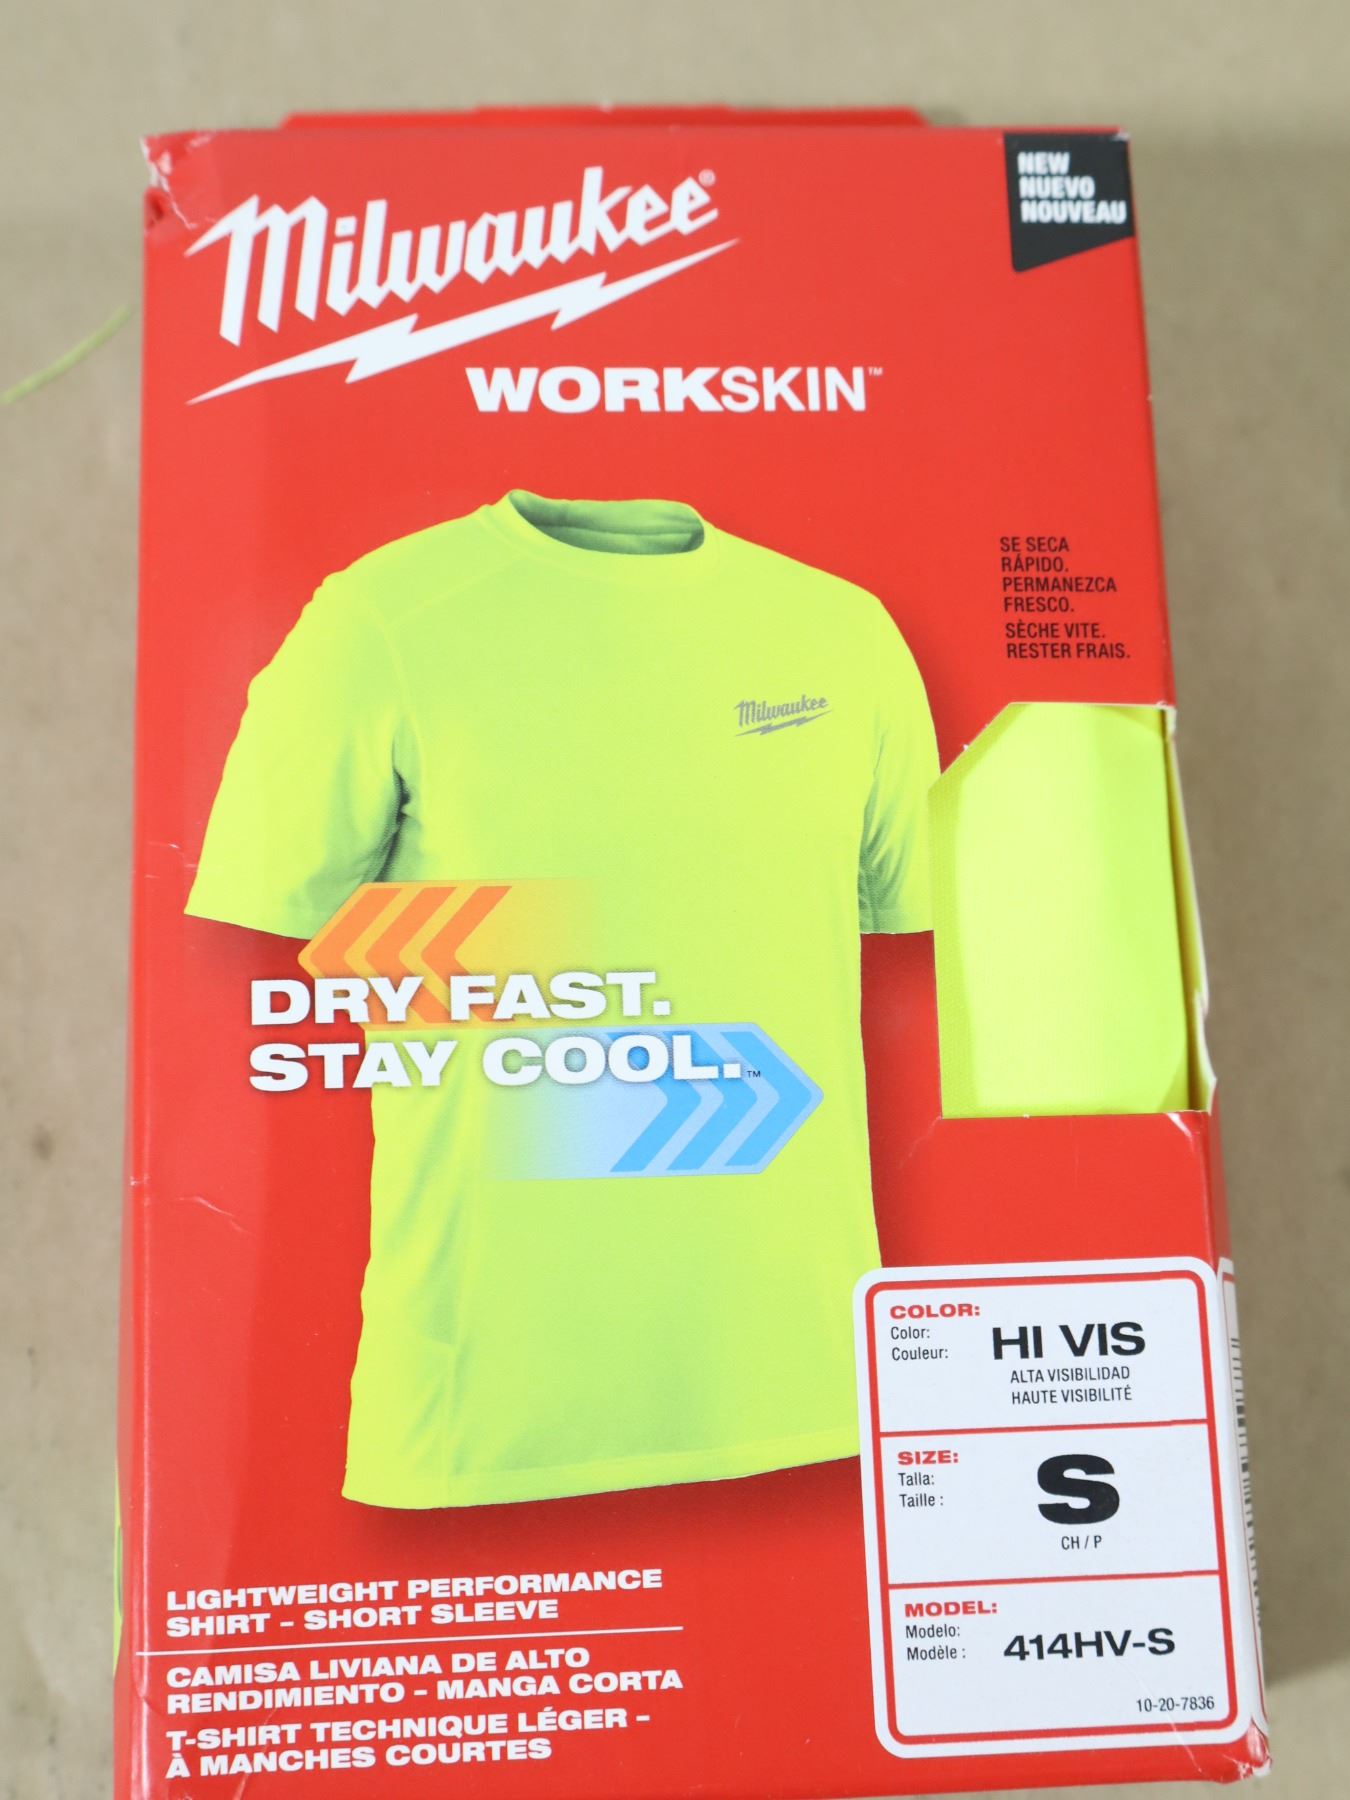 Milwaukee®
NEW
NUEVO
NOUVEAU
WORKSKIN™
SE SECA
RÁPIDO.
PERMANEZCA
FRESCO.
SÈCHE VITE.
RESTER FRAIS.
Milwaukee
DRY FAST.
STAY COOL.™
COLOR:
Color:
Couleur:
HI VIS
ALTA VISIBILIDAD
HAUTE VISIBILITÉ
SIZE:
Talla:
Taille :
S
CH / P
MODEL:
Modelo:
Modèle :
414HV-S
10-20-7836
LIGHTWEIGHT PERFORMANCE
SHIRT – SHORT SLEEVE
CAMISA LIVIANA DE ALTO
RENDIMIENTO – MANGA CORTA
T-SHIRT TECHNIQUE LÉGER –
À MANCHES COURTES